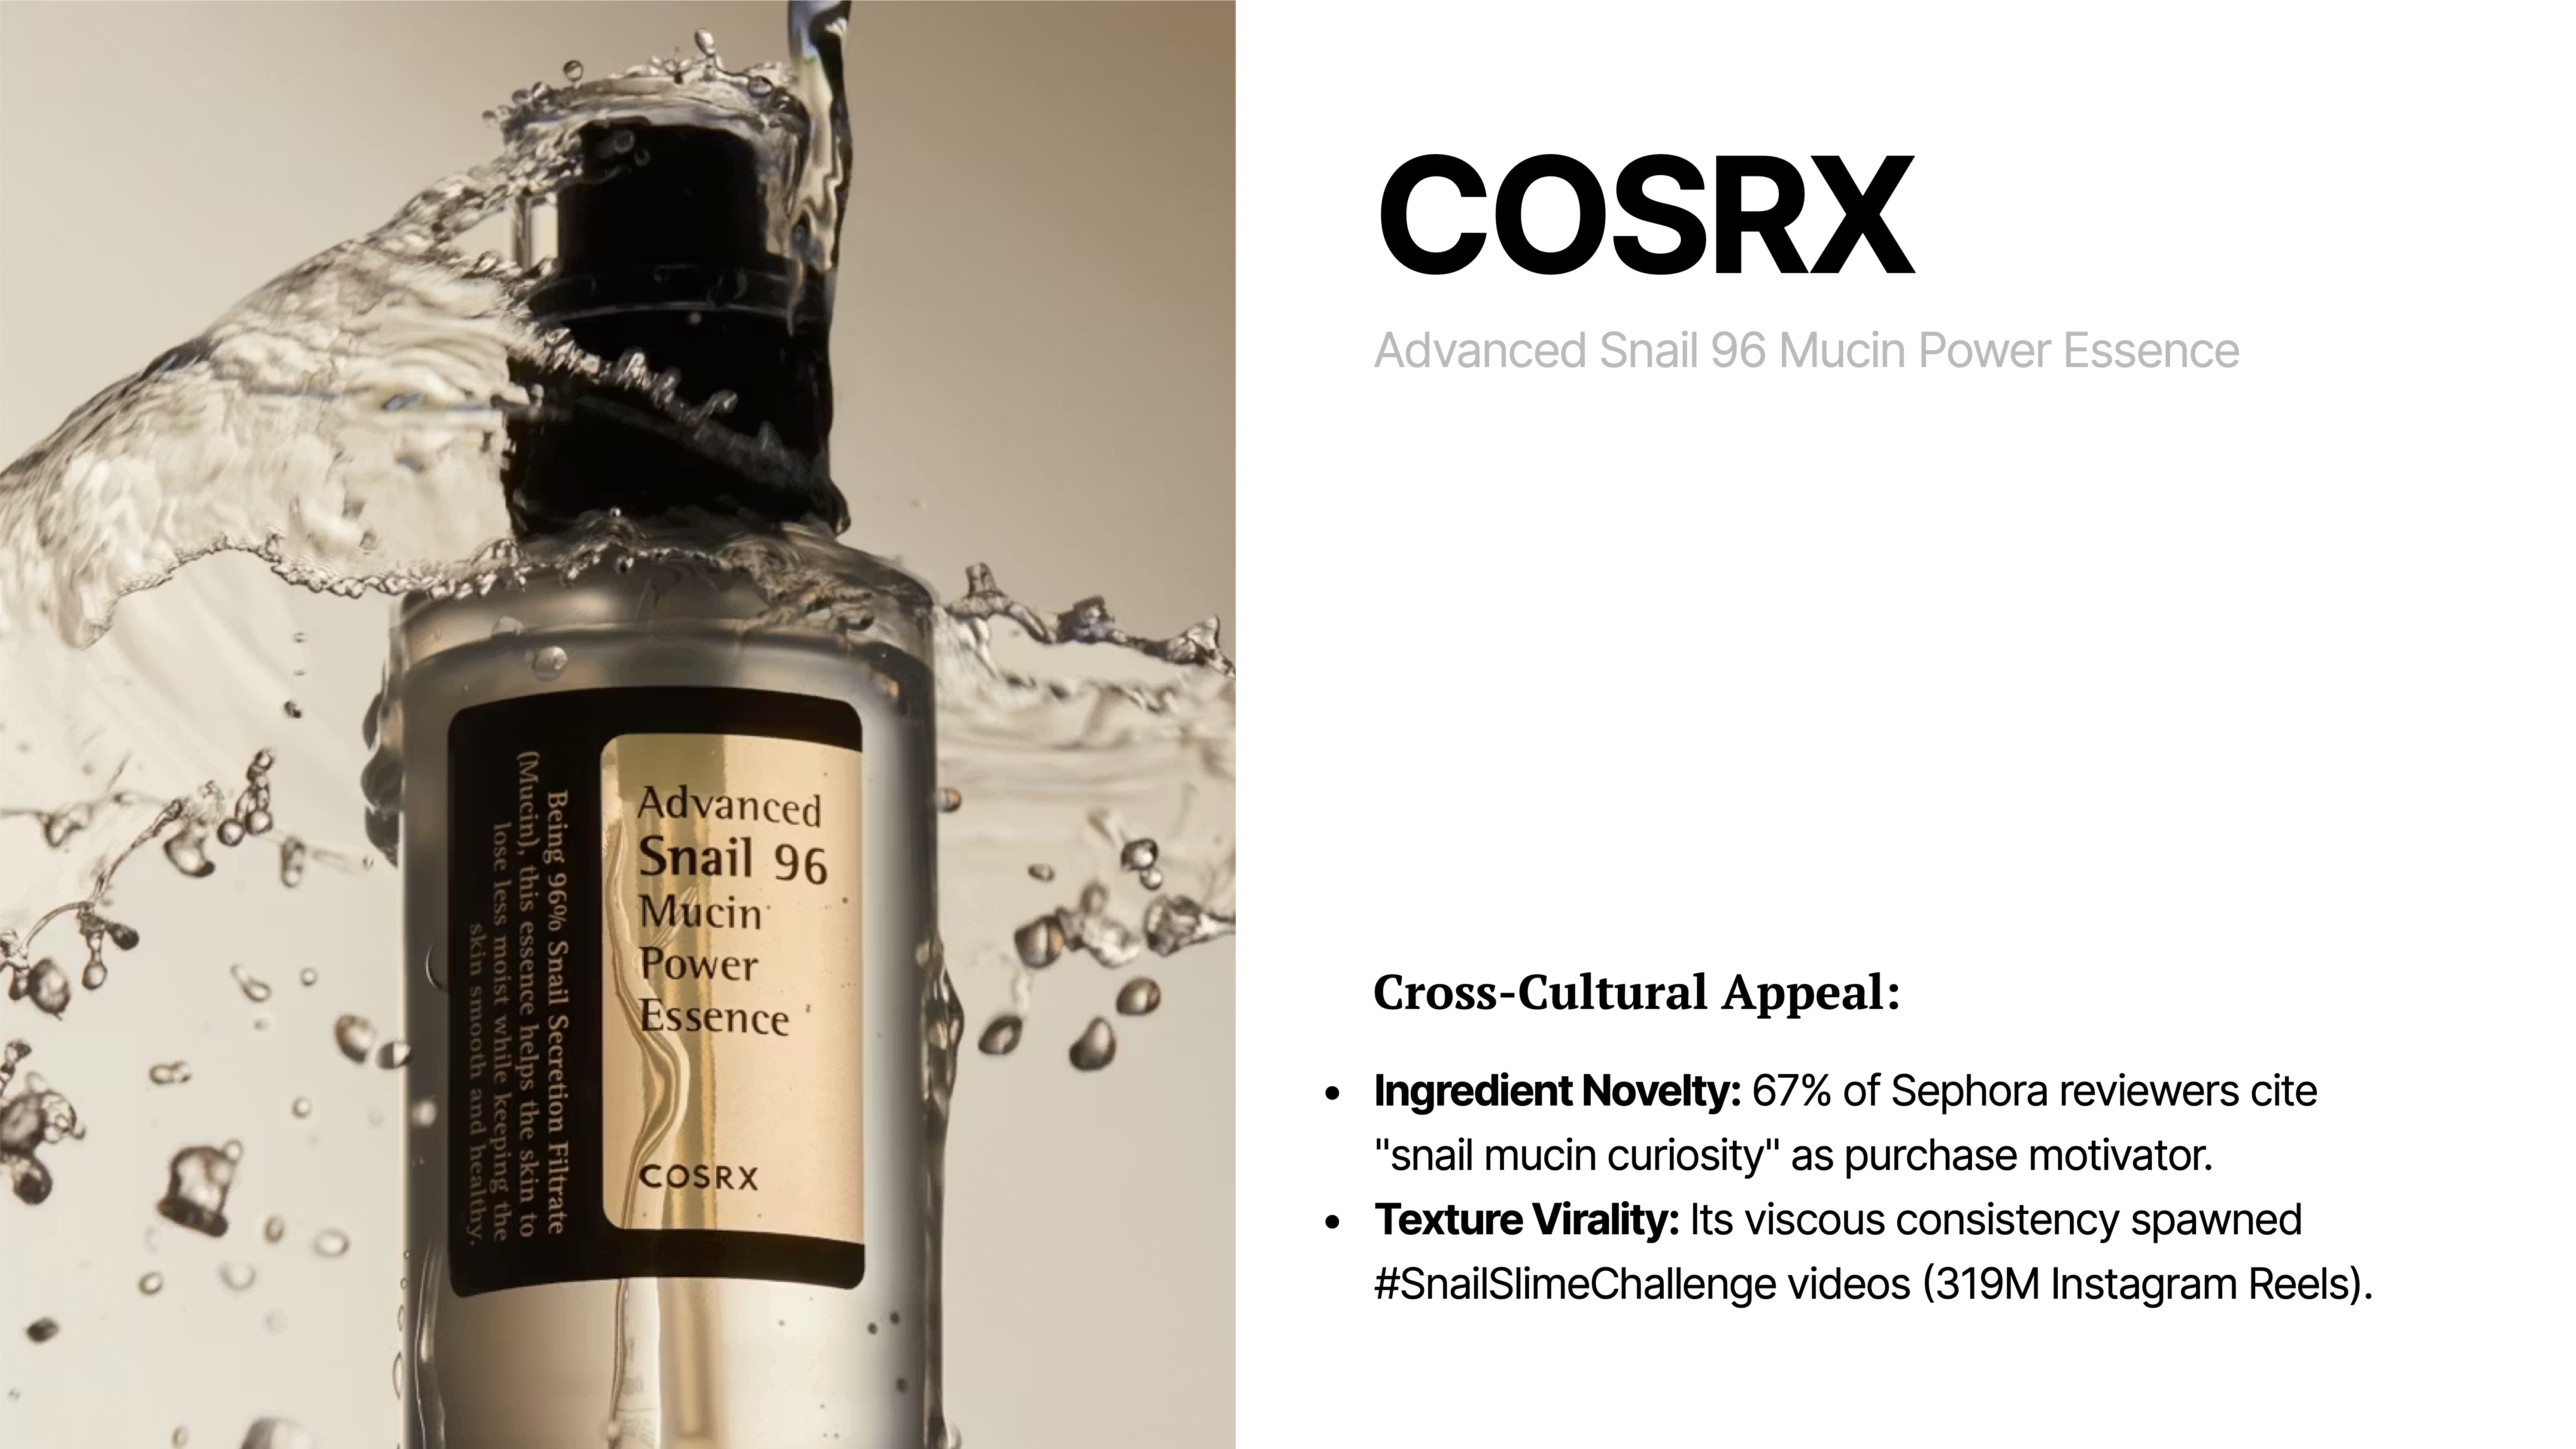 Advanced
Snail 96
Mucin
Power
Essence
COSRX
Being 96% Snail Secretion Filtrate
(Mucin), this essence helps the skin to
lose less moist while keeping the
skin smooth and healthy.
COSRX
Advanced Snail 96 Mucin Power Essence
Cross-Cultural Appeal:
• Ingredient Novelty: 67% of Sephora reviewers cite
"snail mucin curiosity" as purchase motivator.
• Texture Virality: Its viscous consistency spawned
#SnailSlimeChallenge videos (319M Instagram Reels).